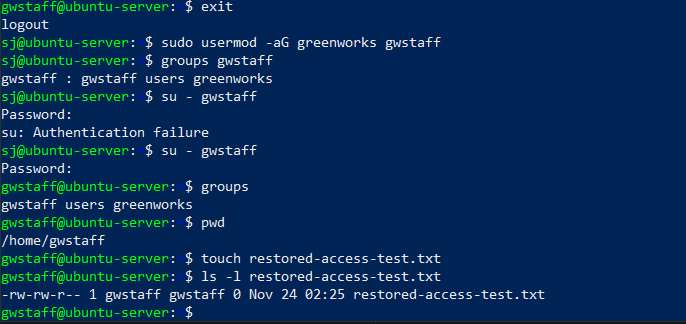 gwstaff@ubuntu-server: $ exit
logout
sj@ubuntu-server: $ sudo usermod -aG greenworks gwstaff
sj@ubuntu-server: $ groups gwstaff
gwstaff : gwstaff users greenworks
sj@ubuntu-server: $ su - gwstaff
Password:
su: Authentication failure
sj@ubuntu-server: $ su - gwstaff
Password:
gwstaff@ubuntu-server: $ groups
gwstaff users greenworks
gwstaff@ubuntu-server: $ pwd
/home/gwstaff
gwstaff@ubuntu-server: $ touch restored-access-test.txt
gwstaff@ubuntu-server: $ ls -l restored-access-test.txt
-rw-rw-r-- 1 gwstaff gwstaff 0 Nov 24 02:25 restored-access-test.txt
gwstaff@ubuntu-server: $